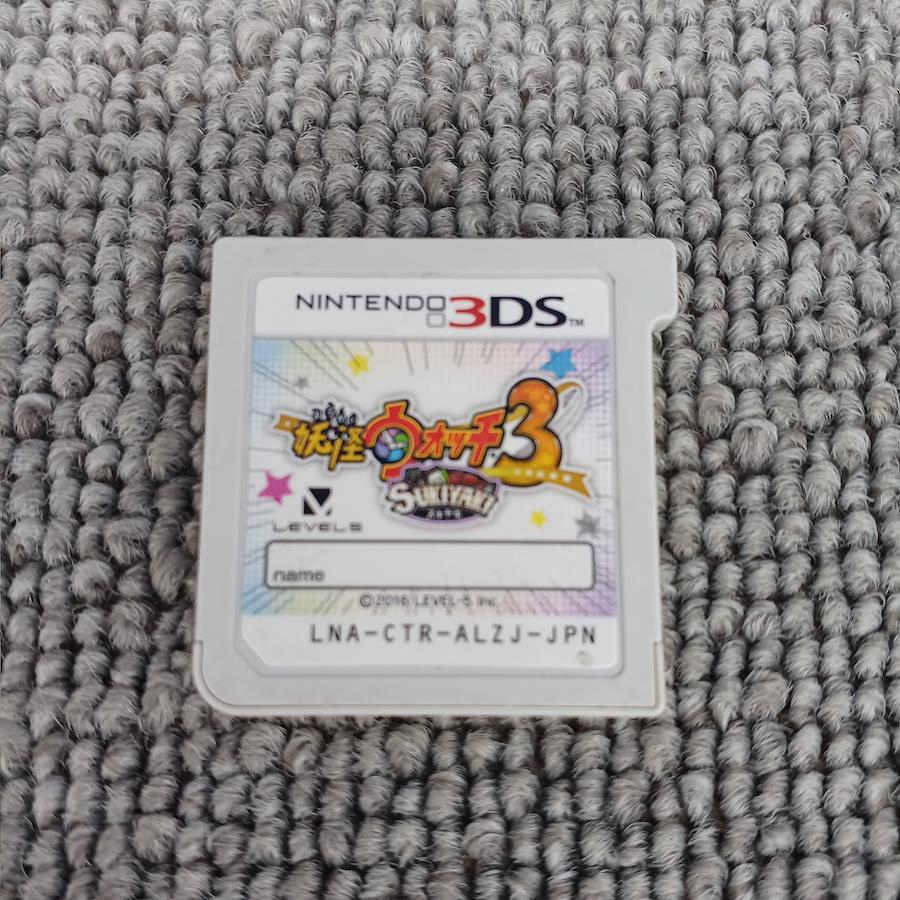 NINTENDO 3DS™
妖怪ウォッチ3
SUKIYAKI
LEVEL5
name
©2016 LEVEL-5 Inc.
LNA-CTR-ALZJ-JPN